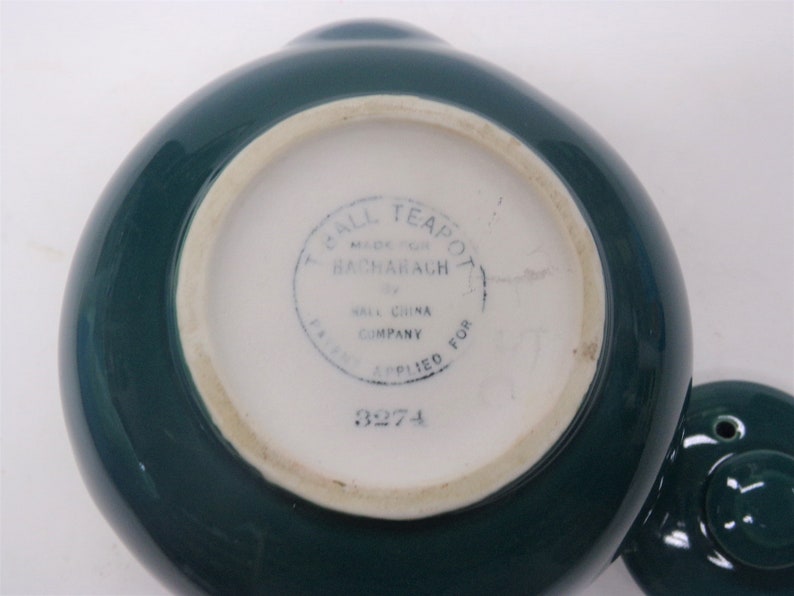 T BALL TEAPOT
MADE FOR
BACHARACH
BY
HALL CHINA
COMPANY
PATENT APPLIED FOR
3274